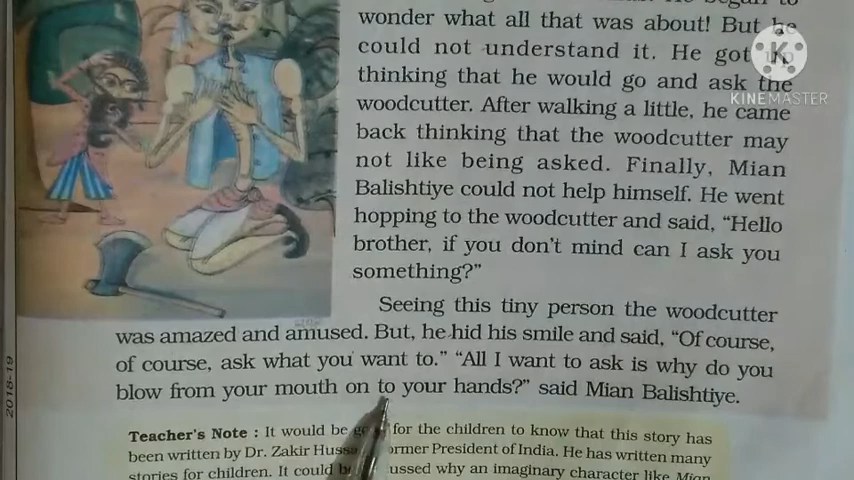 wonder what all that was about! But he
could not understand it. He got up
thinking that he would go and ask the
KINEMASTER
woodcutter. After walking a little, he came
back thinking that the woodcutter may
not like being asked. Finally, Mian
Balishtiye could not help himself. He went
hopping to the woodcutter and said, “Hello
brother, if you don’t mind can I ask you
something?”
Seeing this tiny person the woodcutter
was amazed and amused. But, he hid his smile and said, “Of course,
of course, ask what you want to.” “All I want to ask is why do you
blow from your mouth on to your hands?” said Mian Balishtiye.
2018-19
Teacher’s Note : It would be for the children to know that this story has
been written by Dr. Zakir President of India. He has written many
stories for children. It could why an imaginary character like Mian